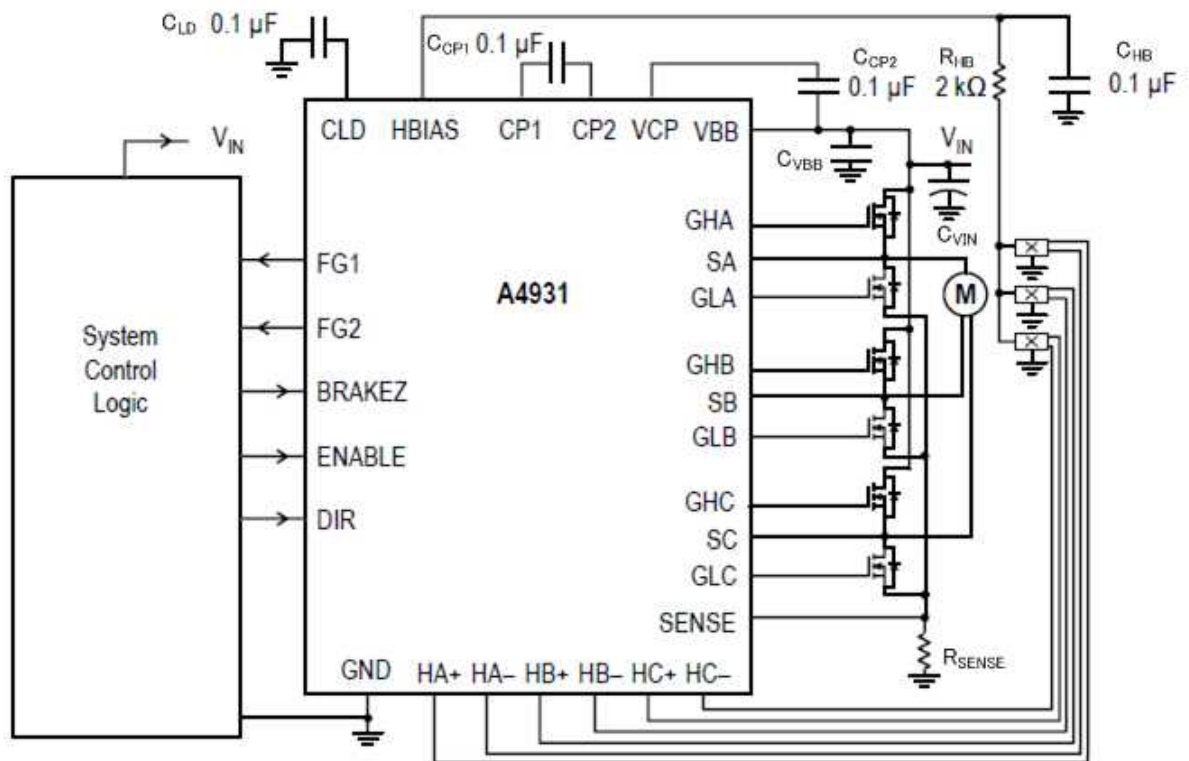 CLD 0.1 µF
CCP1 0.1 µF
CCP2
0.1 µF
RHB
2 kΩ
CHB
0.1 µF
CLD HBIAS CP1 CP2 VCP VBB
VIN
CVBB
VIN
CVIN
GHA
SA
GLA
GHB
SB
GLB
GHC
SC
GLC
SENSE
M
A4931
FG1
FG2
BRAKEZ
ENABLE
DIR
System
Control
Logic
RSENSE
GND HA+ HA– HB+ HB– HC+ HC–